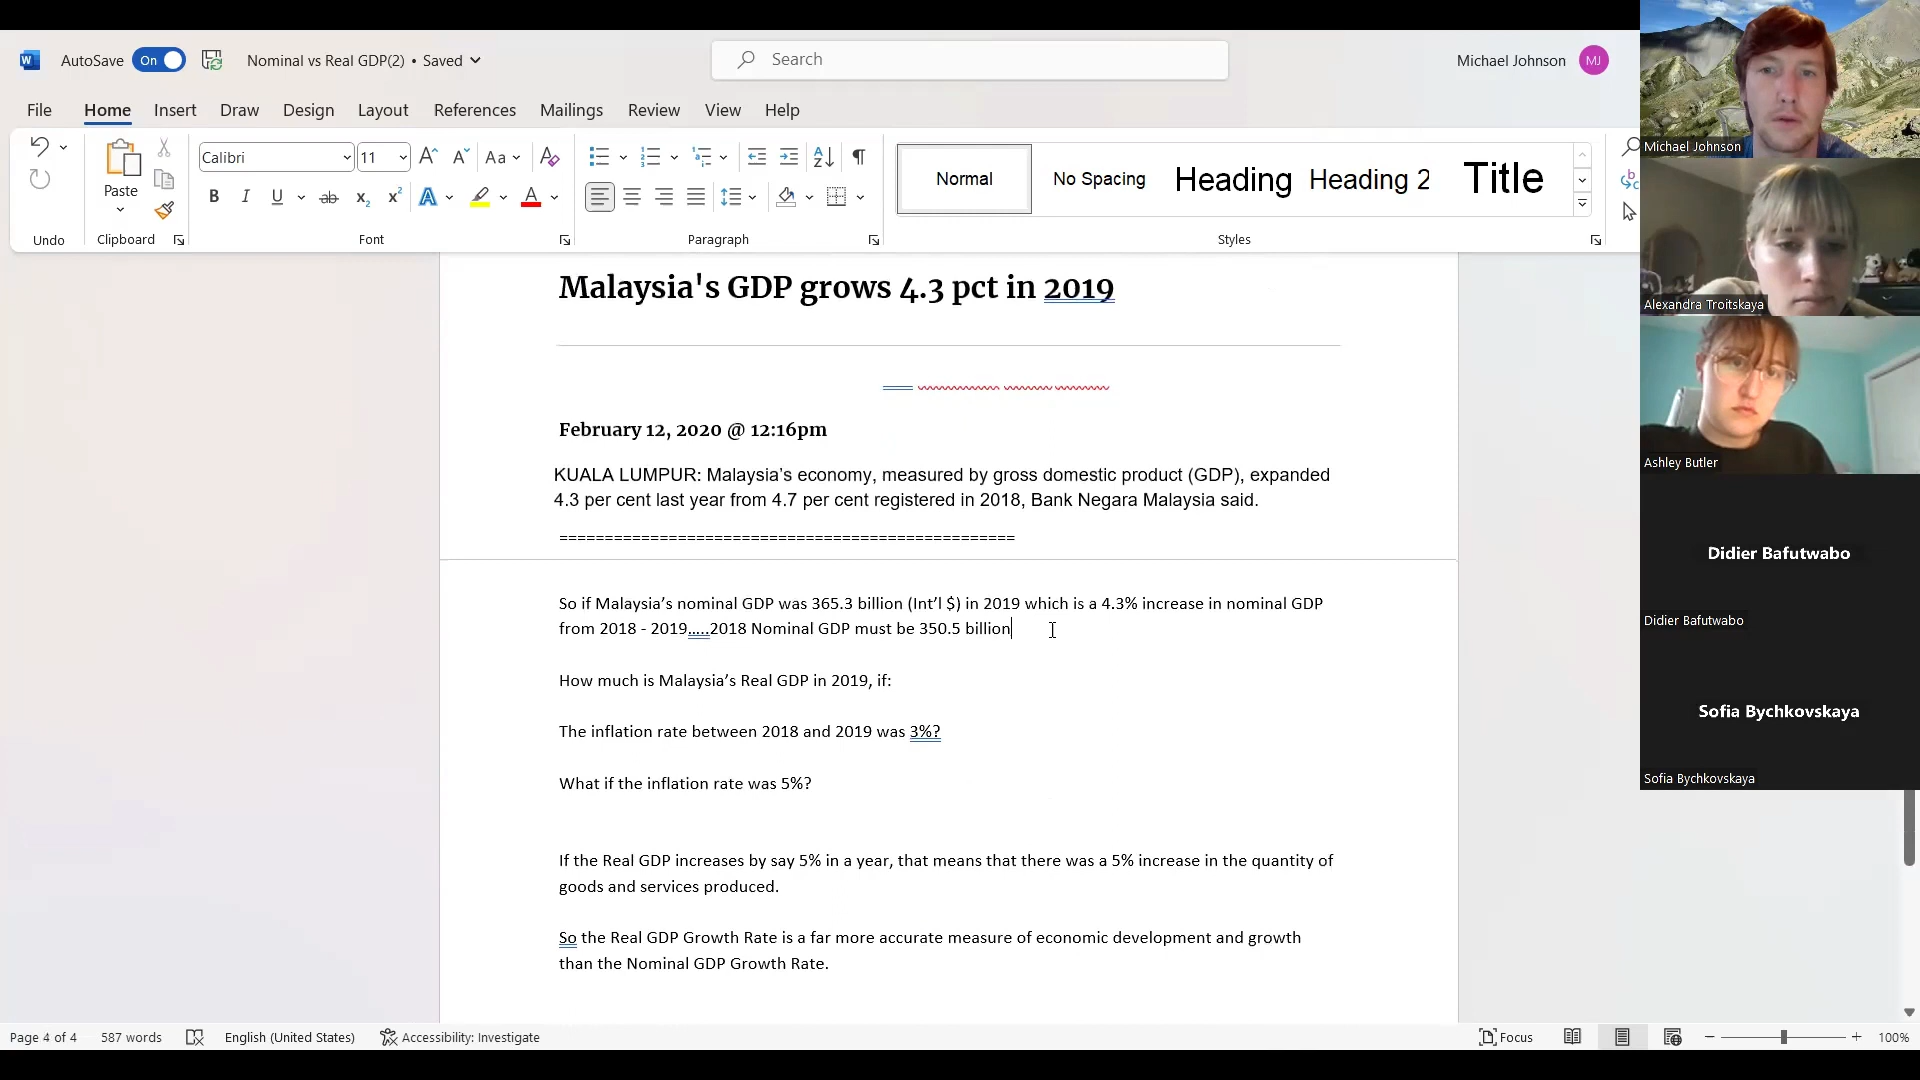 AutoSave On Nominal vs Real GDP(2) • Saved Search Michael Johnson MJ
File Home Insert Draw Design Layout References Mailings Review View Help
Paste Calibri 11 Aa Normal No Spacing Heading Heading 2 Title
B I U ab x₂ x² A A
Undo Clipboard Font Paragraph Styles
Malaysia's GDP grows 4.3 pct in 2019
February 12, 2020 @ 12:16pm
KUALA LUMPUR: Malaysia’s economy, measured by gross domestic product (GDP), expanded
4.3 per cent last year from 4.7 per cent registered in 2018, Bank Negara Malaysia said.
==================================================
So if Malaysia’s nominal GDP was 365.3 billion (Int’l $) in 2019 which is a 4.3% increase in nominal GDP
from 2018 - 2019…..2018 Nominal GDP must be 350.5 billion
How much is Malaysia’s Real GDP in 2019, if:
The inflation rate between 2018 and 2019 was 3%?
What if the inflation rate was 5%?
If the Real GDP increases by say 5% in a year, that means that there was a 5% increase in the quantity of
goods and services produced.
So the Real GDP Growth Rate is a far more accurate measure of economic development and growth
than the Nominal GDP Growth Rate.
Page 4 of 4 587 words English (United States) Accessibility: Investigate Focus 100%
Michael Johnson
Alexandra Troitskaya
Ashley Butler
Didier Bafutwabo
Didier Bafutwabo
Sofia Bychkovskaya
Sofia Bychkovskaya